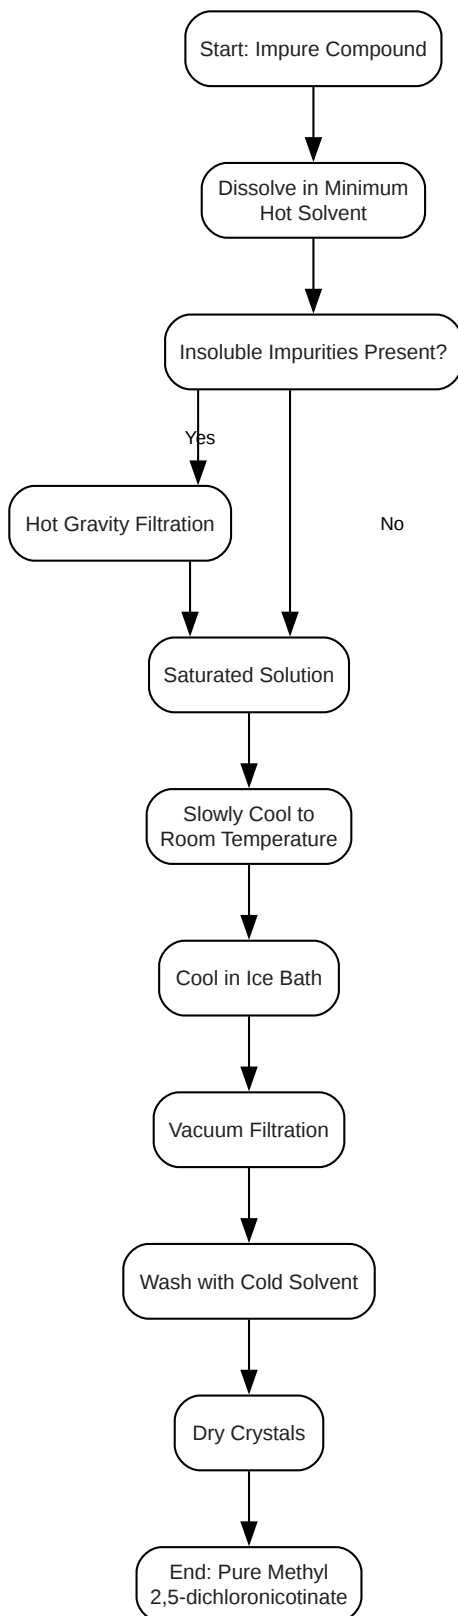 Start: Impure Compound
Dissolve in Minimum
Hot Solvent
Insoluble Impurities Present?
Yes
Hot Gravity Filtration
No
Saturated Solution
Slowly Cool to
Room Temperature
Cool in Ice Bath
Vacuum Filtration
Wash with Cold Solvent
Dry Crystals
End: Pure Methyl
2,5-dichloronicotinate